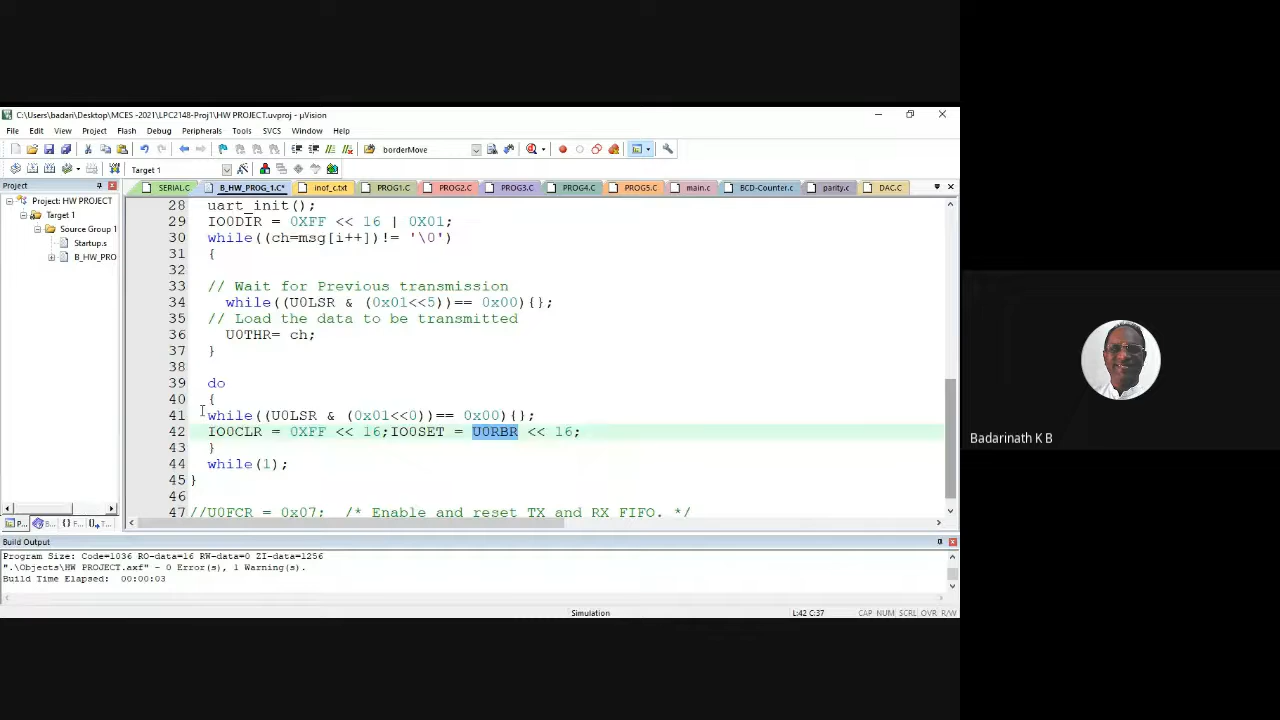 C:\Users\badari\Desktop\MCES -2021\LPC2148-Proj1\HW PROJECT.uvproj - µVision
File Edit View Project Flash Debug Peripherals Tools SVCS Window Help
borderMove
Target 1
Project
SERIAL.C B_HW_PROG_1.C* inof_c.txt PROG1.C PROG2.C PROG3.C PROG4.C PROG5.C main.c BCD-Counter.c parity.c DAC.C
Project: HW PROJECT
Target 1
Source Group 1
Startup.s
B_HW_PRO
28 uart_init();
29 IO0DIR = 0XFF << 16 | 0X01;
30 while((ch=msg[i++])!= '\0')
31 {
32
33 // Wait for Previous transmission
34 while((U0LSR & (0x01<<5))== 0x00){};
35 // Load the data to be transmitted
36 U0THR= ch;
37 }
38
39 do
40 {
41 while((U0LSR & (0x01<<0))== 0x00){};
42 IO0CLR = 0XFF << 16;IO0SET = U0RBR << 16;
43 }
44 while(1);
45 }
46
47 //U0FCR = 0x07; /* Enable and reset TX and RX FIFO. */
P... B... {} F... 0+ T...
Build Output
Program Size: Code=1036 RO-data=16 RW-data=0 ZI-data=1256
".\Objects\HW PROJECT.axf" - 0 Error(s), 1 Warning(s).
Build Time Elapsed: 00:00:03
Simulation
L:42 C:37
CAP NUM SCRL OVR R/W
Badarinath K B